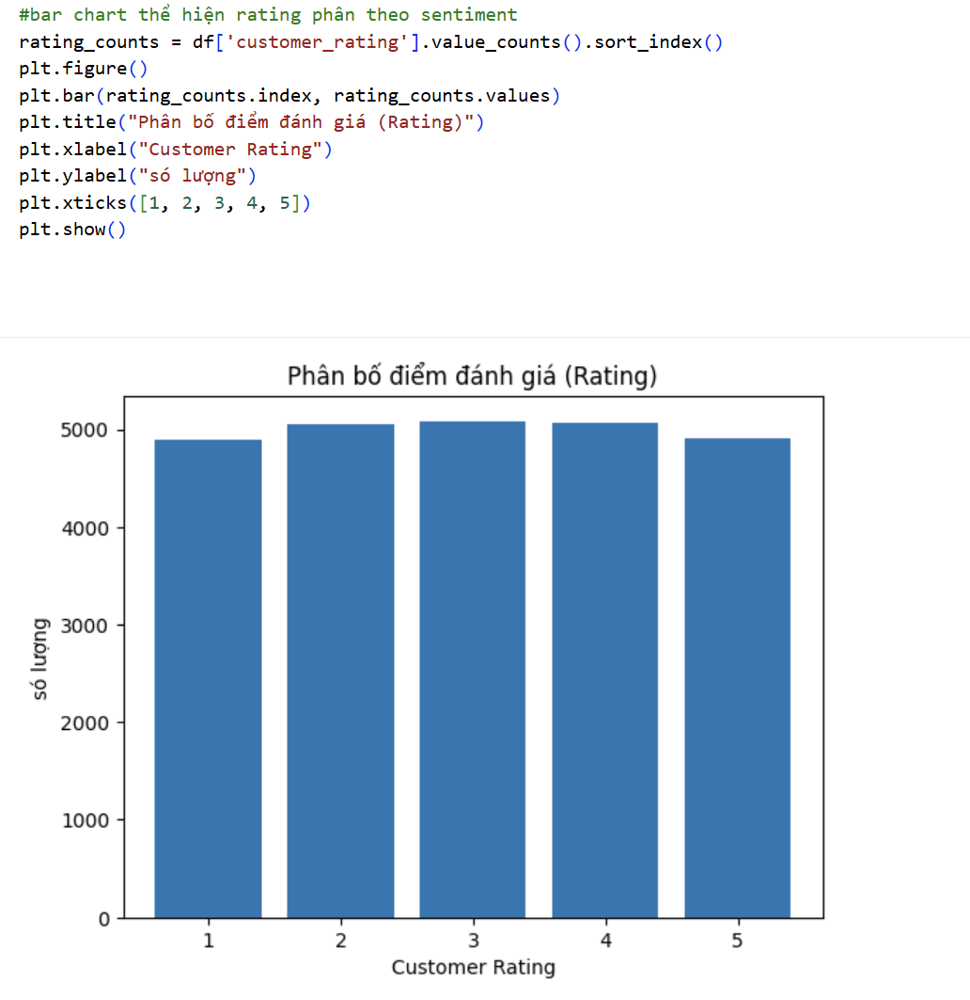 #bar chart thể hiện rating phân theo sentiment
rating_counts = df['customer_rating'].value_counts().sort_index()
plt.figure()
plt.bar(rating_counts.index, rating_counts.values)
plt.title("Phân bố điểm đánh giá (Rating)")
plt.xlabel("Customer Rating")
plt.ylabel("só lượng")
plt.xticks([1, 2, 3, 4, 5])
plt.show()
Phân bố điểm đánh giá (Rating)
5000
4000
3000
2000
1000
0
só lượng
1 2 3 4 5
Customer Rating